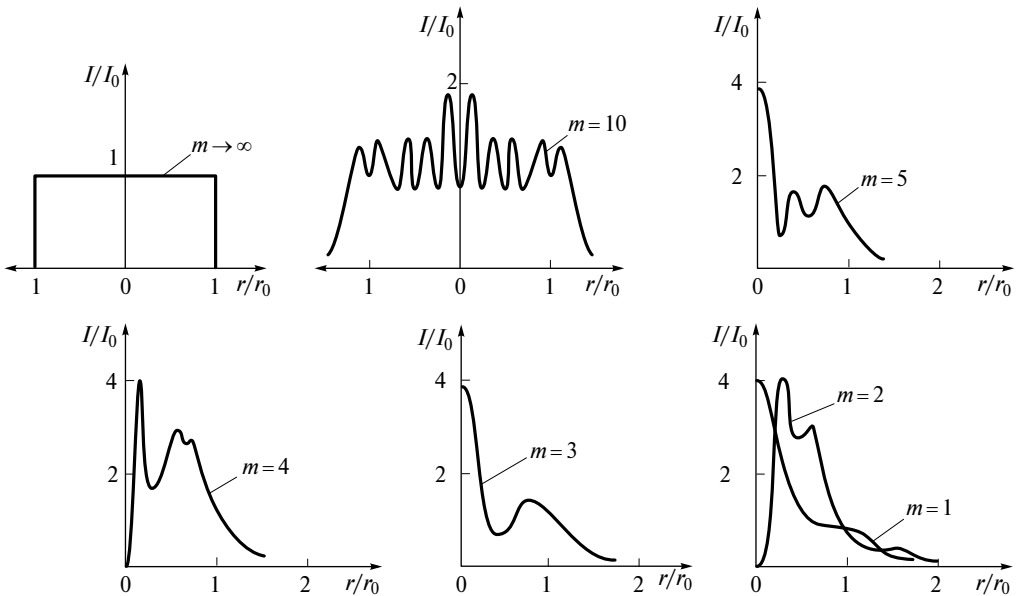 I/I₀
1
m→∞
1 0 1 r/r₀
I/I₀
2
m=10
1 0 1 r/r₀
I/I₀
4
2
m=5
0 1 2 r/r₀
I/I₀
4
2
m=4
0 1 2 r/r₀
I/I₀
4
2
m=3
0 1 2 r/r₀
I/I₀
4
m=2
2
m=1
0 1 2 r/r₀